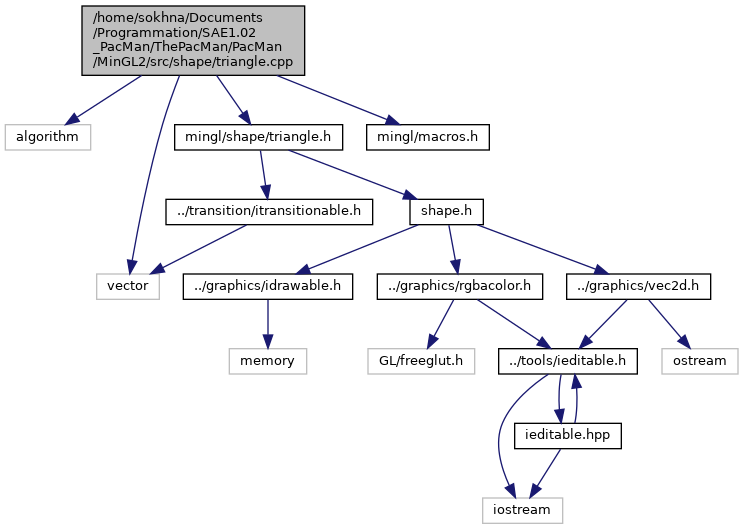 /home/sokhna/Documents
/Programmation/SAE1.02
_PacMan/ThePacMan/PacMan
/MinGL2/src/shape/triangle.cpp
algorithm
mingl/shape/triangle.h
mingl/macros.h
../transition/itransitionable.h
shape.h
vector
../graphics/idrawable.h
../graphics/rgbacolor.h
../graphics/vec2d.h
memory
GL/freeglut.h
../tools/ieditable.h
ostream
ieditable.hpp
iostream